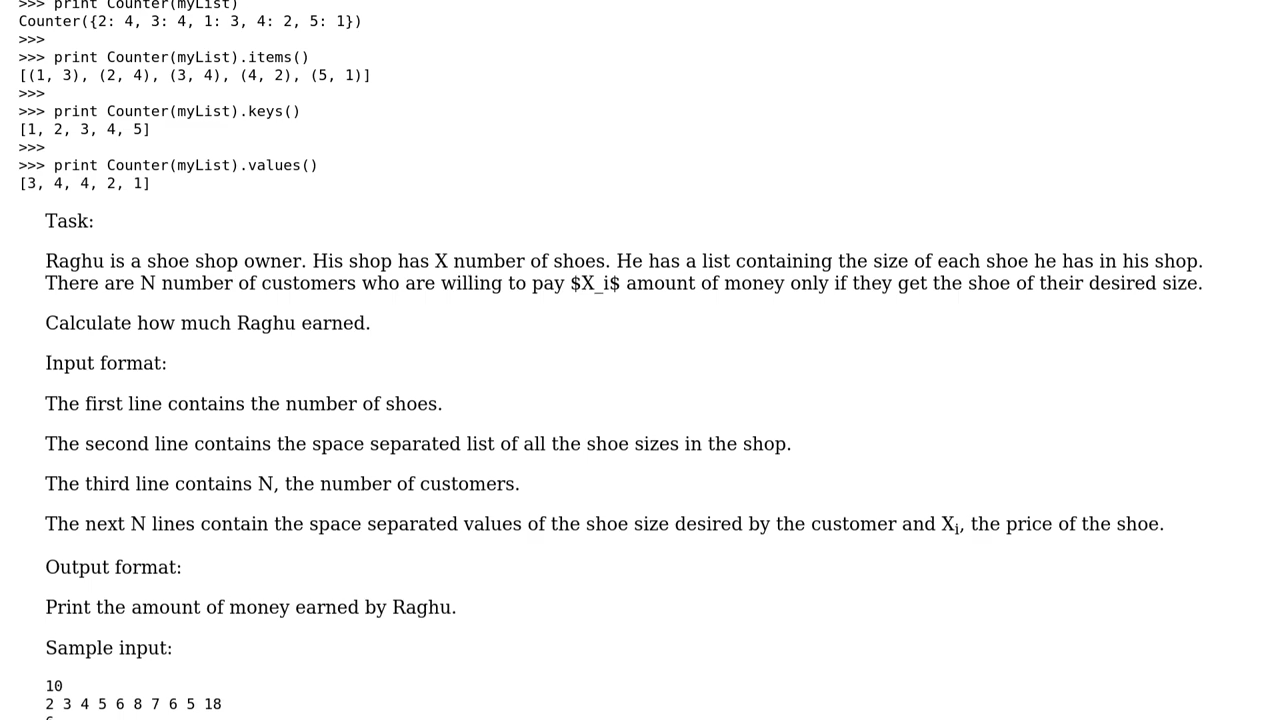 >>> print Counter(myList)
Counter({2: 4, 3: 4, 1: 3, 4: 2, 5: 1})
>>>
>>> print Counter(myList).items()
[(1, 3), (2, 4), (3, 4), (4, 2), (5, 1)]
>>>
>>> print Counter(myList).keys()
[1, 2, 3, 4, 5]
>>>
>>> print Counter(myList).values()
[3, 4, 4, 2, 1]
Task:
Raghu is a shoe shop owner. His shop has X number of shoes. He has a list containing the size of each shoe he has in his shop.
There are N number of customers who are willing to pay $X_i$ amount of money only if they get the shoe of their desired size.
Calculate how much Raghu earned.
Input format:
The first line contains the number of shoes.
The second line contains the space separated list of all the shoe sizes in the shop.
The third line contains N, the number of customers.
The next N lines contain the space separated values of the shoe size desired by the customer and Xi, the price of the shoe.
Output format:
Print the amount of money earned by Raghu.
Sample input:
10
2 3 4 5 6 8 7 6 5 18